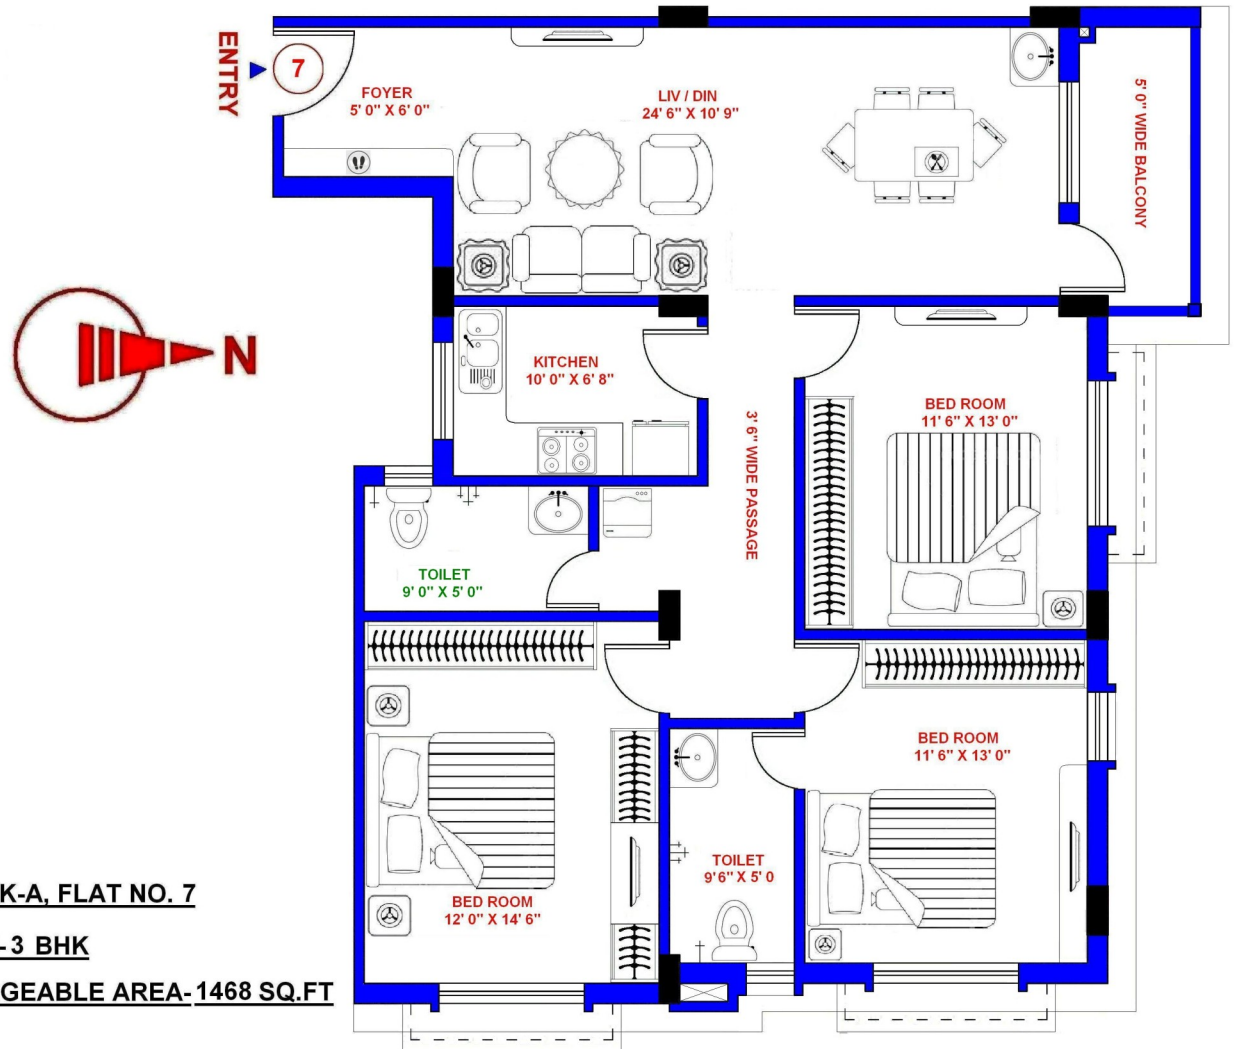 ENTRY
7
FOYER
5' 0" X 6' 0"
LIV / DIN
24' 6" X 10' 9"
5' 0" WIDE BALCONY
N
KITCHEN
10' 0" X 6' 8"
3' 6" WIDE PASSAGE
BED ROOM
11' 6" X 13' 0"
TOILET
9' 0" X 5' 0"
BED ROOM
11' 6" X 13' 0"
TOILET
9'6" X 5' 0
BED ROOM
12' 0" X 14' 6"
K-A, FLAT NO. 7
-3 BHK
GEABLE AREA-1468 SQ.FT